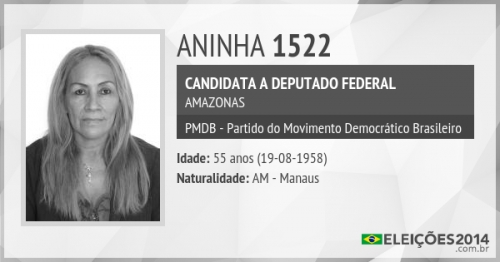 ANINHA 1522
CANDIDATA A DEPUTADO FEDERAL
AMAZONAS
PMDB - Partido do Movimento Democrático Brasileiro
Idade: 55 anos (19-08-1958)
Naturalidade: AM - Manaus
ELEIÇÕES2014
.com.br